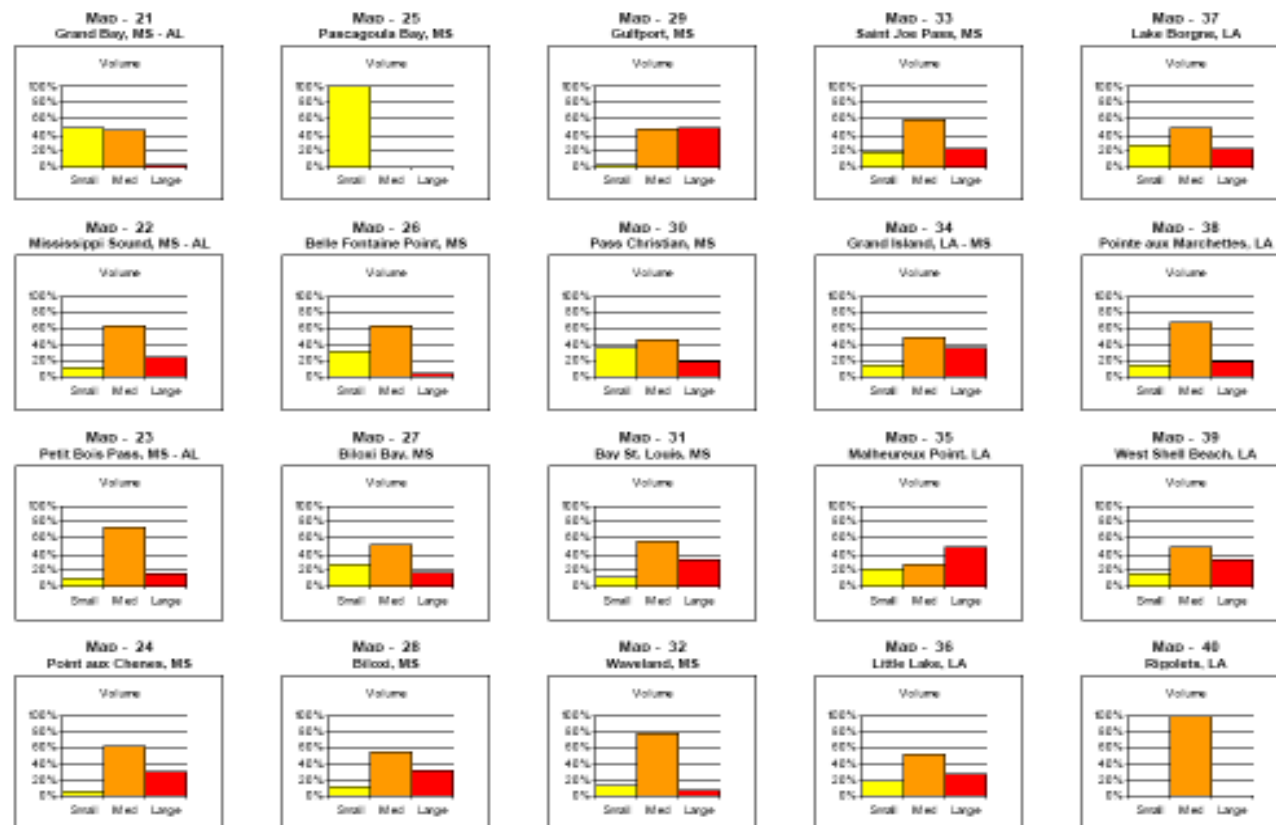 Map - 21
Grand Bay, MS - AL
Volume
100%
80%
60%
40%
20%
0%
Small Med Large
Map - 25
Pascagoula Bay, MS
Volume
100%
80%
60%
40%
20%
0%
Small Med Large
Map - 29
Gulfport, MS
Volume
100%
80%
60%
40%
20%
0%
Small Med Large
Map - 33
Saint Joe Pass, MS
Volume
100%
80%
60%
40%
20%
0%
Small Med Large
Map - 37
Lake Borgne, LA
Volume
100%
80%
60%
40%
20%
0%
Small Med Large
Map - 22
Mississippi Sound, MS - AL
Volume
100%
80%
60%
40%
20%
0%
Small Med Large
Map - 26
Belle Fontaine Point, MS
Volume
100%
80%
60%
40%
20%
0%
Small Med Large
Map - 30
Pass Christian, MS
Volume
100%
80%
60%
40%
20%
0%
Small Med Large
Map - 34
Grand Island, LA - MS
Volume
100%
80%
60%
40%
20%
0%
Small Med Large
Map - 38
Pointe aux Marchettes, LA
Volume
100%
80%
60%
40%
20%
0%
Small Med Large
Map - 23
Petit Bois Pass, MS - AL
Volume
100%
80%
60%
40%
20%
0%
Small Med Large
Map - 27
Biloxi Bay, MS
Volume
100%
80%
60%
40%
20%
0%
Small Med Large
Map - 31
Bay St. Louis, MS
Volume
100%
80%
60%
40%
20%
0%
Small Med Large
Map - 35
Malheureux Point, LA
Volume
100%
80%
60%
40%
20%
0%
Small Med Large
Map - 39
West Shell Beach, LA
Volume
100%
80%
60%
40%
20%
0%
Small Med Large
Map - 24
Point aux Chenes, MS
Volume
100%
80%
60%
40%
20%
0%
Small Med Large
Map - 28
Biloxi, MS
Volume
100%
80%
60%
40%
20%
0%
Small Med Large
Map - 32
Waveland, MS
Volume
100%
80%
60%
40%
20%
0%
Small Med Large
Map - 36
Little Lake, LA
Volume
100%
80%
60%
40%
20%
0%
Small Med Large
Map - 40
Rigolets, LA
Volume
100%
80%
60%
40%
20%
0%
Small Med Large